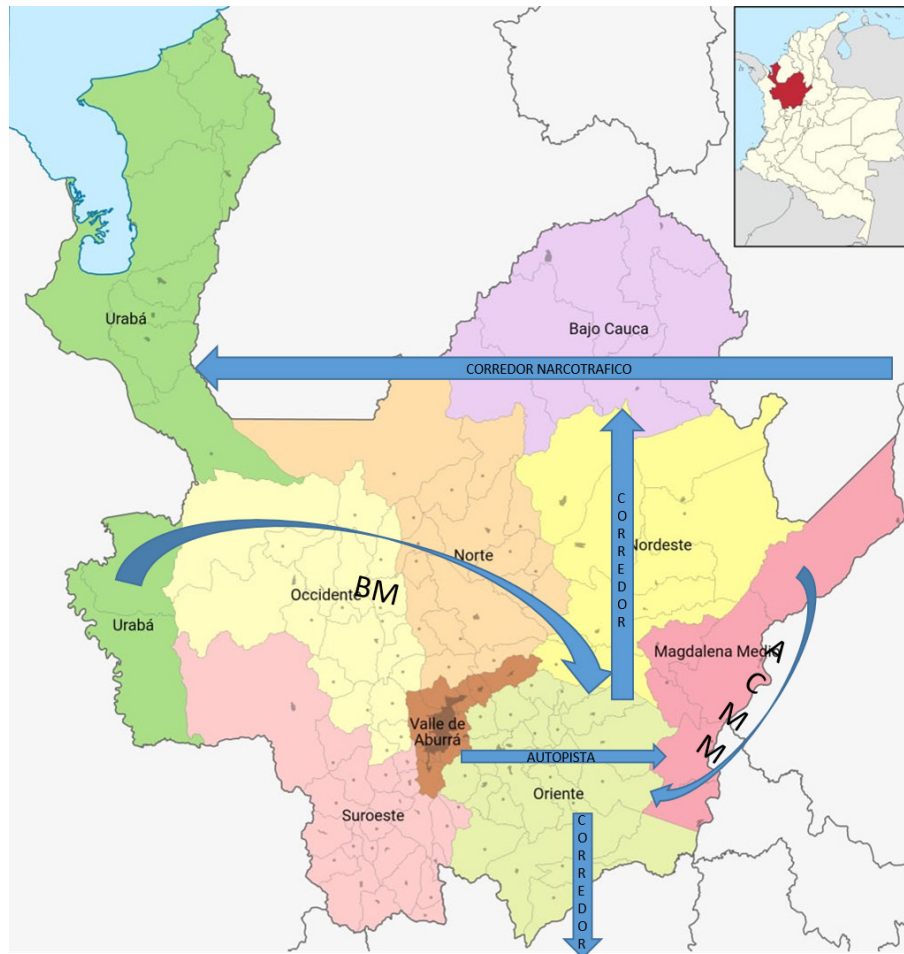 Urabá
Bajo Cauca
CORREDOR NARCOTRAFICO
CORREDOR
Nordeste
Norte
BM
Occidente
Urabá
Magdalena Medio
ACMM
Valle de
Aburrá
AUTOPISTA
Oriente
Suroeste
CORREDOR